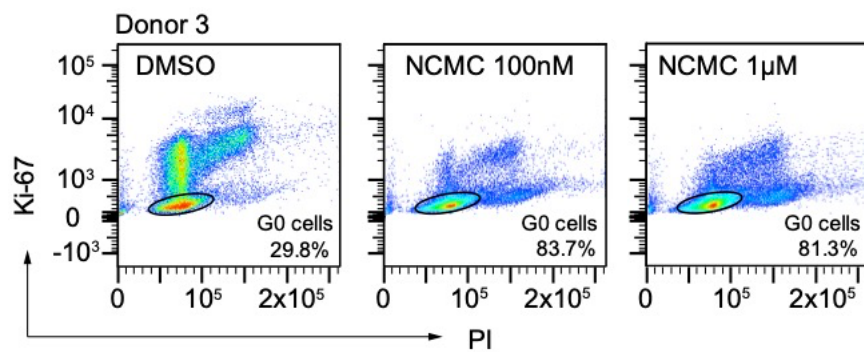 Donor 3
DMSO
NCMC 100nM
NCMC 1μM
Ki-67
10⁵
10⁴
10³
0
-10³
G0 cells
29.8%
G0 cells
83.7%
G0 cells
81.3%
0 10⁵ 2x10⁵
0 10⁵ 2x10⁵
0 10⁵ 2x10⁵
PI